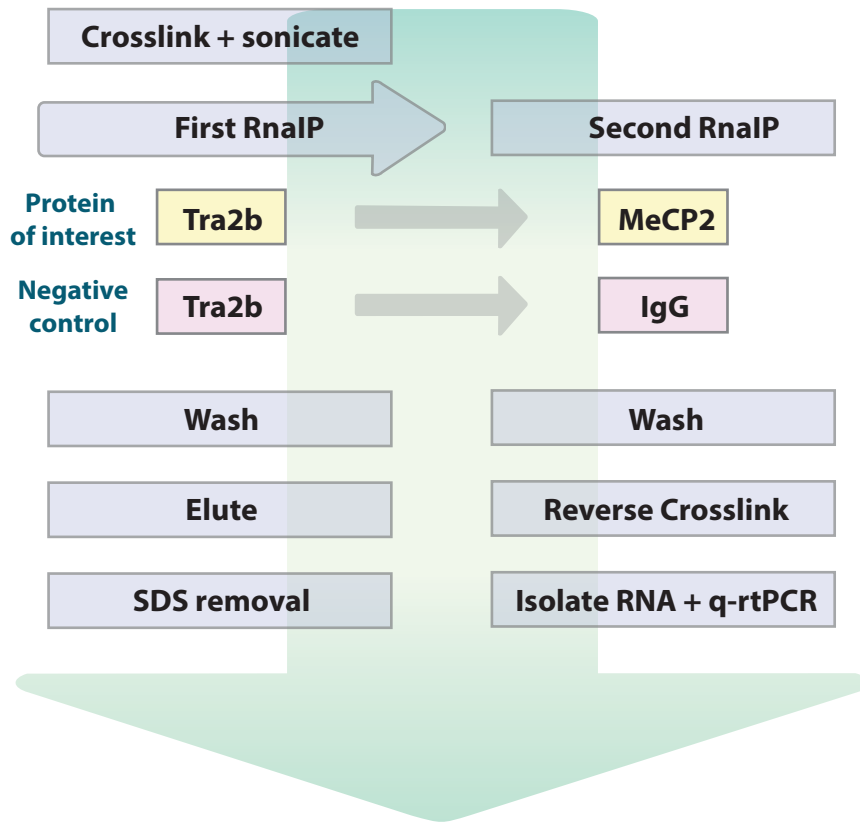 Crosslink + sonicate
First RnaIP
Second RnaIP
Protein
of interest
Tra2b
MeCP2
Negative
control
Tra2b
IgG
Wash
Wash
Elute
Reverse Crosslink
SDS removal
Isolate RNA + q-rtPCR